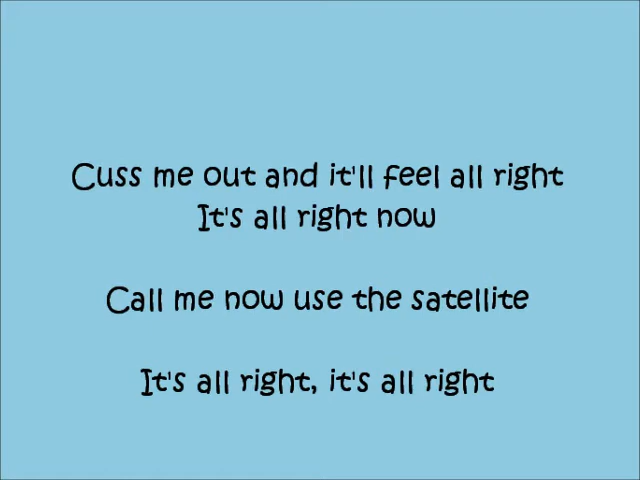 Cuss me out and it'll feel all right
It's all right now
Call me now use the satellite
It's all right, it's all right